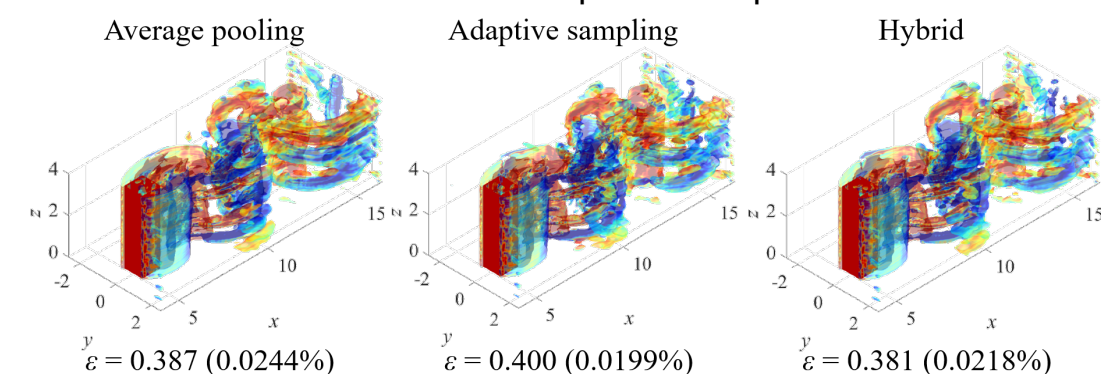 Average pooling
Adaptive sampling
Hybrid
4
2
0
z
-2
0
2
y
5
10
15
x
4
2
0
z
-2
0
2
y
5
10
15
x
4
2
0
z
-2
0
2
y
5
10
15
x
ε = 0.387 (0.0244%)
ε = 0.400 (0.0199%)
ε = 0.381 (0.0218%)